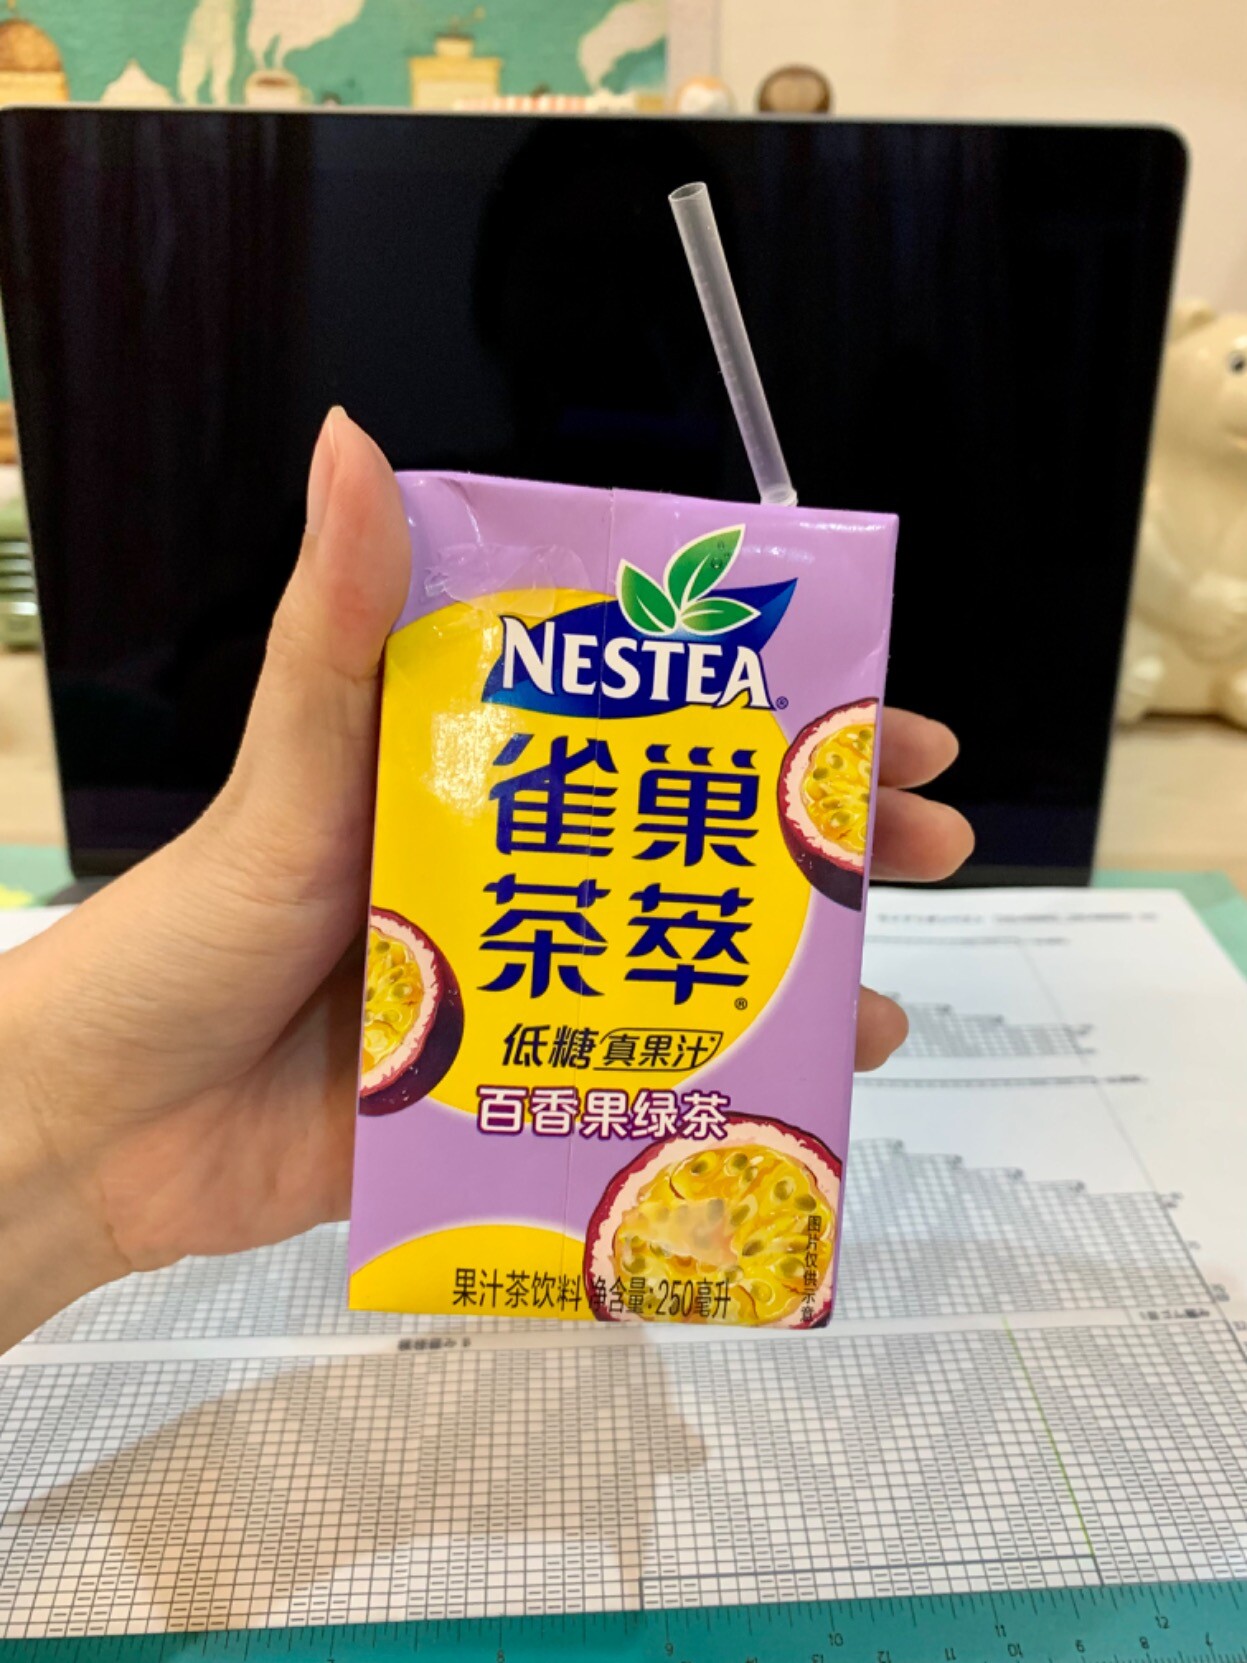 NESTEA®
雀巢
茶萃®
低糖 真果汁
百香果绿茶
果汁茶饮料 净含量:250毫升
图片仅供示意